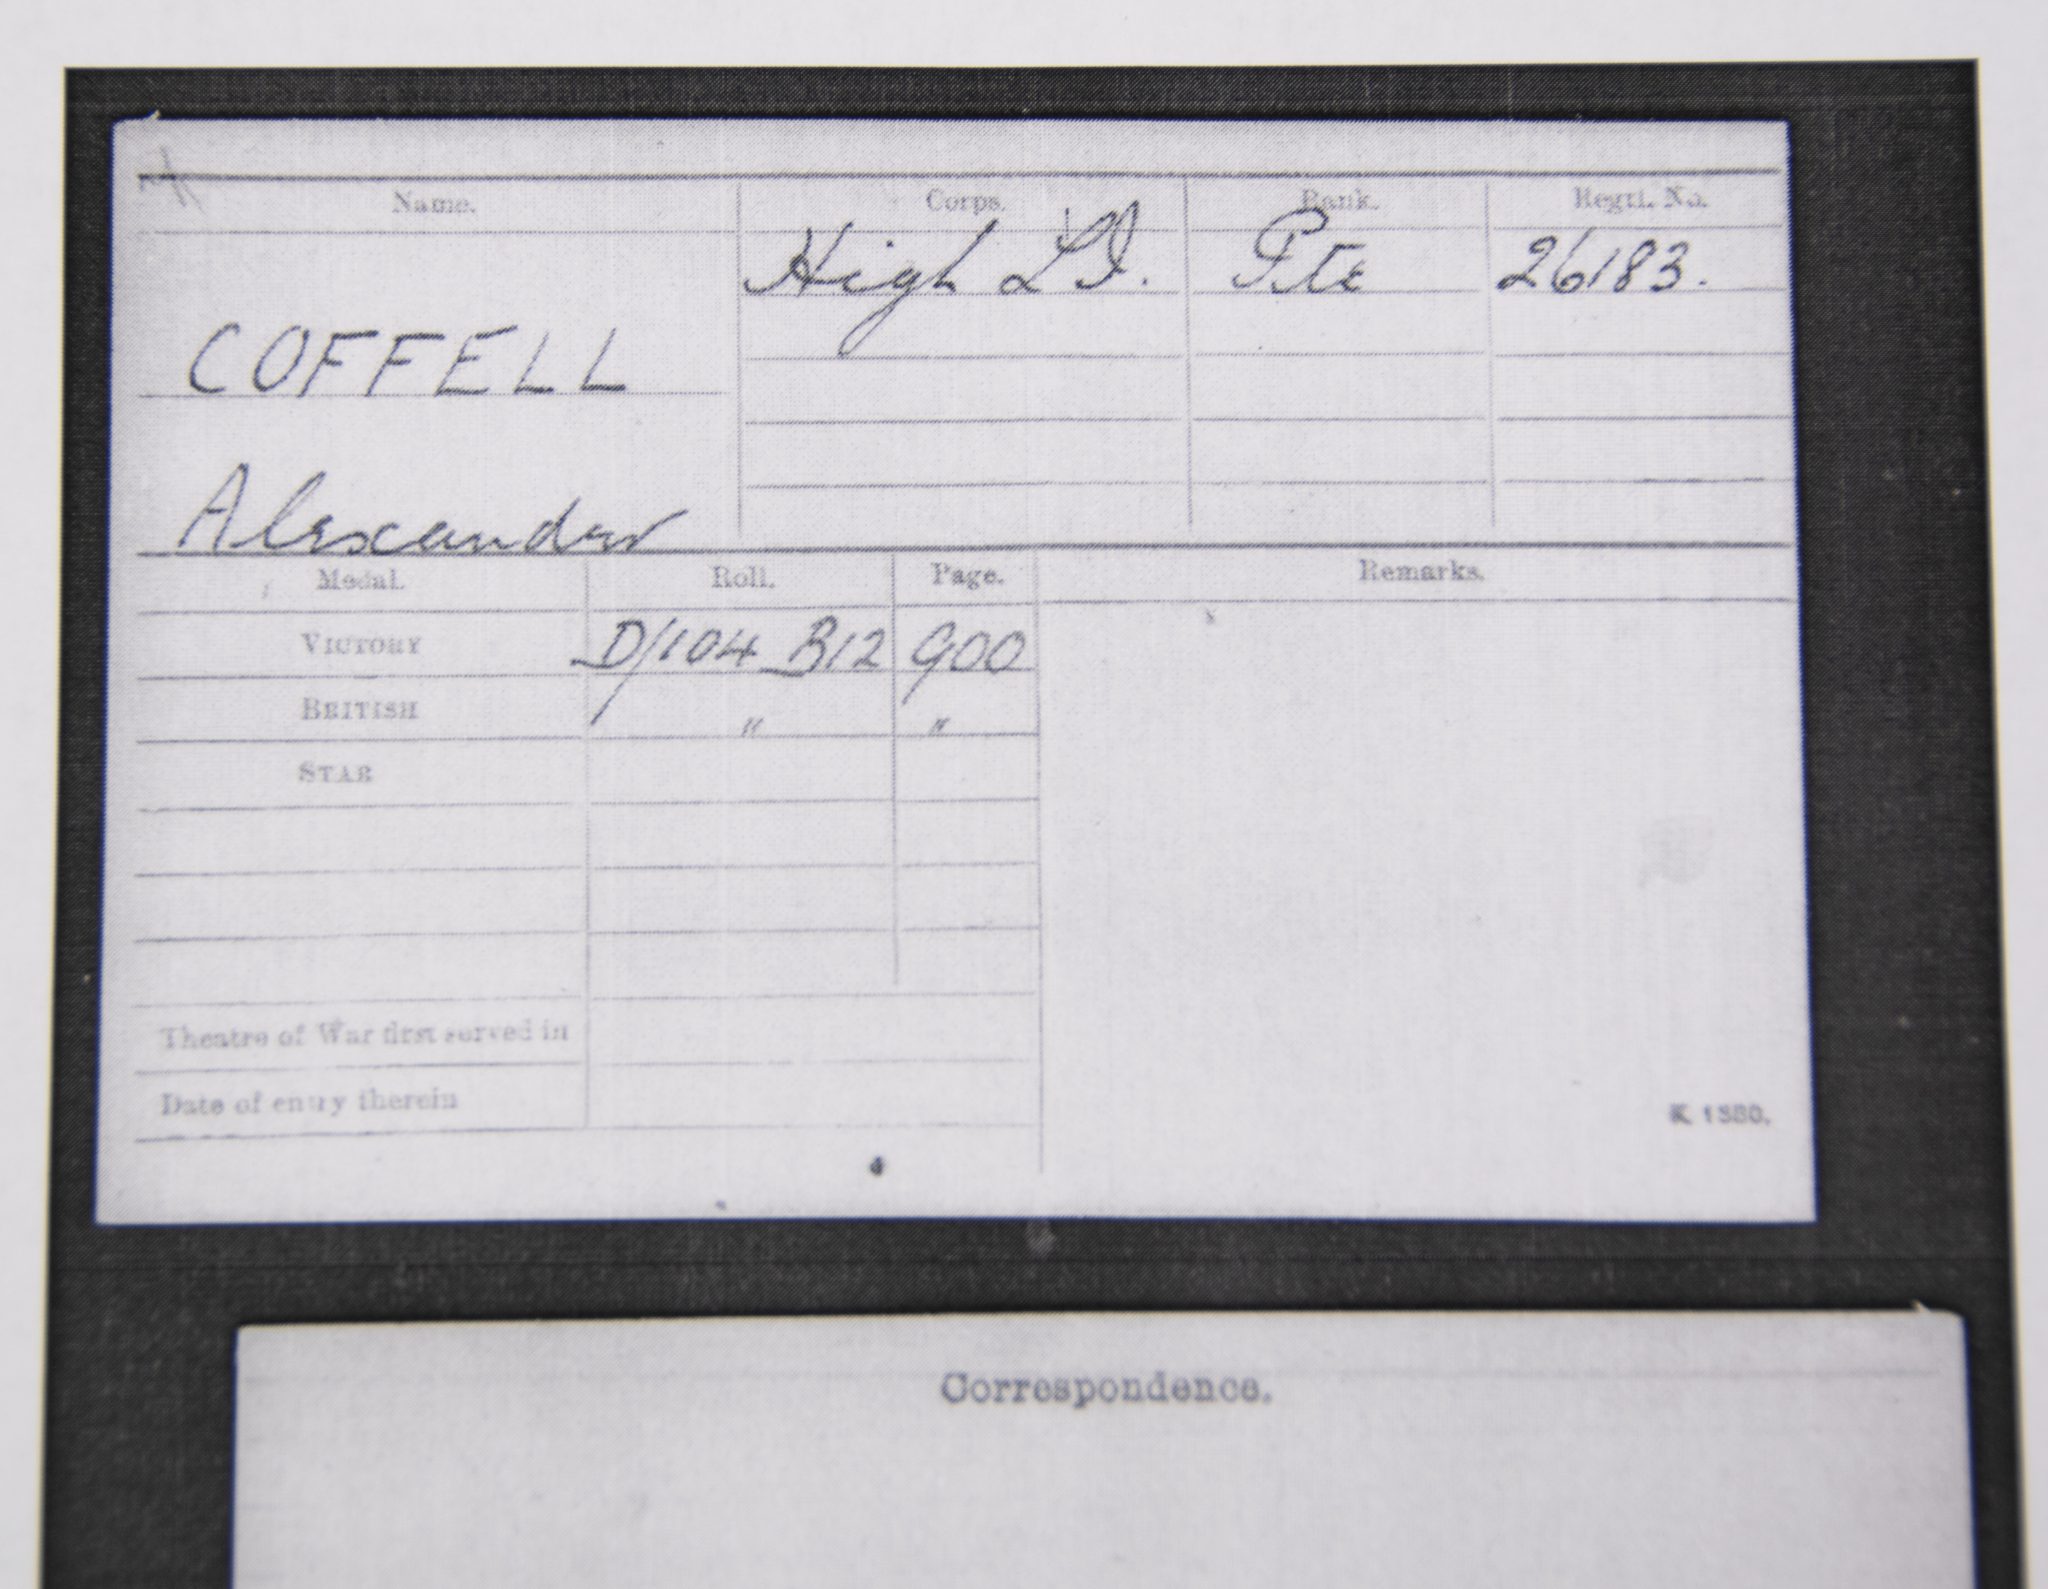 Name. Corps. Rank. Regtl. No.
High L I. Pte 26183.
COFFELL
Alexander
Medal. Roll. Page. Remarks.
VICTORY D/104 B12 900
BRITISH " "
STAR
Theatre of War first served in
Date of entry therein
K 1380.
Correspondence.